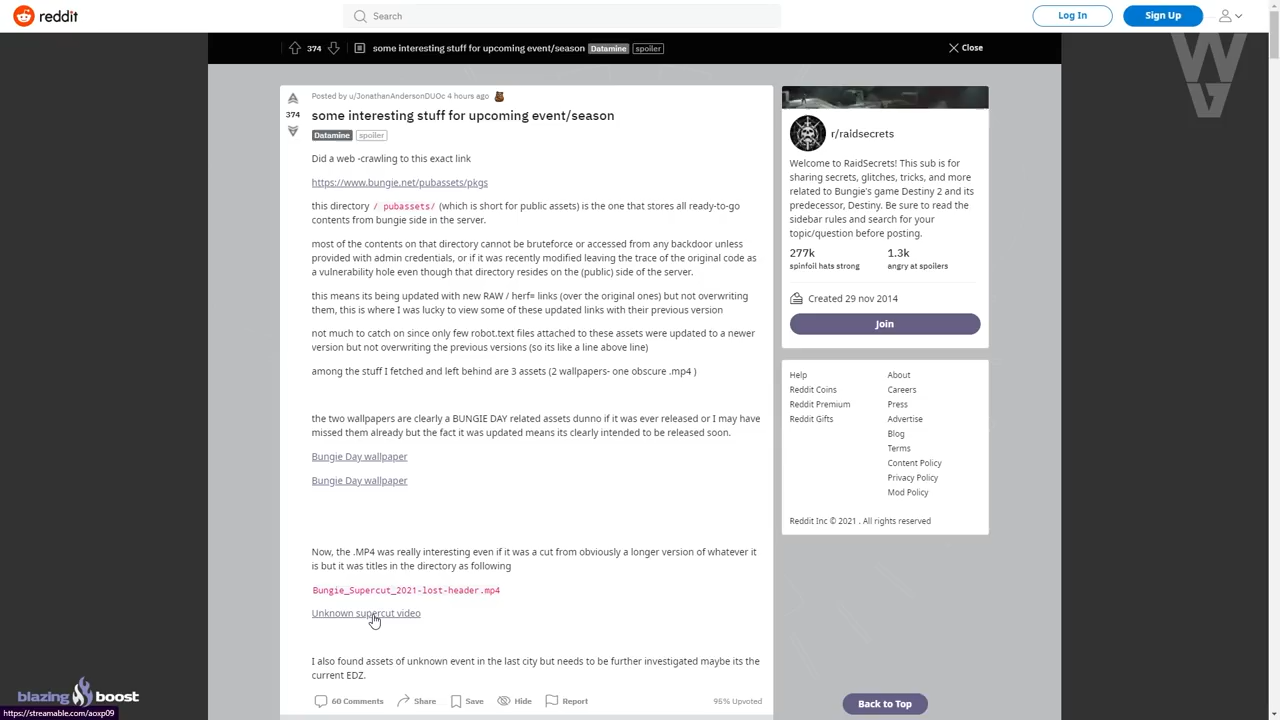 reddit
Search
Log In
Sign Up
374
some interesting stuff for upcoming event/season
Datamine
spoiler
Close
Posted by u/JonathanAndersonDUOc 4 hours ago
374
some interesting stuff for upcoming event/season
Datamine
spoiler
Did a web -crawling to this exact link
https://www.bungie.net/pubassets/pkgs
this directory / pubassets/ (which is short for public assets) is the one that stores all ready-to-go
contents from bungie side in the server.
most of the contents on that directory cannot be bruteforce or accessed from any backdoor unless
provided with admin credentials, or if it was recently modified leaving the trace of the original code as
a vulnerability hole even though that directory resides on the (public) side of the server.
this means its being updated with new RAW / herf= links (over the original ones) but not overwriting
them, this is where I was lucky to view some of these updated links with their previous version
not much to catch on since only few robot.text files attached to these assets were updated to a newer
version but not overwriting the previous versions (so its like a line above line)
among the stuff I fetched and left behind are 3 assets (2 wallpapers- one obscure .mp4 )
the two wallpapers are clearly a BUNGIE DAY related assets dunno if it was ever released or I may have
missed them already but the fact it was updated means its clearly intended to be released soon.
Bungie Day wallpaper
Bungie Day wallpaper
Now, the .MP4 was really interesting even if it was a cut from obviously a longer version of whatever it
is but it was titles in the directory as following
Bungie_Supercut_2021-lost-header.mp4
Unknown supercut video
I also found assets of unknown event in the last city but needs to be further investigated maybe its the
current EDZ.
60 Comments
Share
Save
Hide
Report
95% Upvoted
r/raidsecrets
Welcome to RaidSecrets! This sub is for
sharing secrets, glitches, tricks, and more
related to Bungie's game Destiny 2 and its
predecessor, Destiny. Be sure to read the
sidebar rules and search for your
topic/question before posting.
277k
1.3k
spinfoil hats strong
angry at spoilers
Created 29 nov 2014
Join
Help
About
Reddit Coins
Careers
Reddit Premium
Press
Reddit Gifts
Advertise
Blog
Terms
Content Policy
Privacy Policy
Mod Policy
Reddit Inc © 2021 . All rights reserved
Back to Top
blazing boost
https://streamable.com/aoxp09